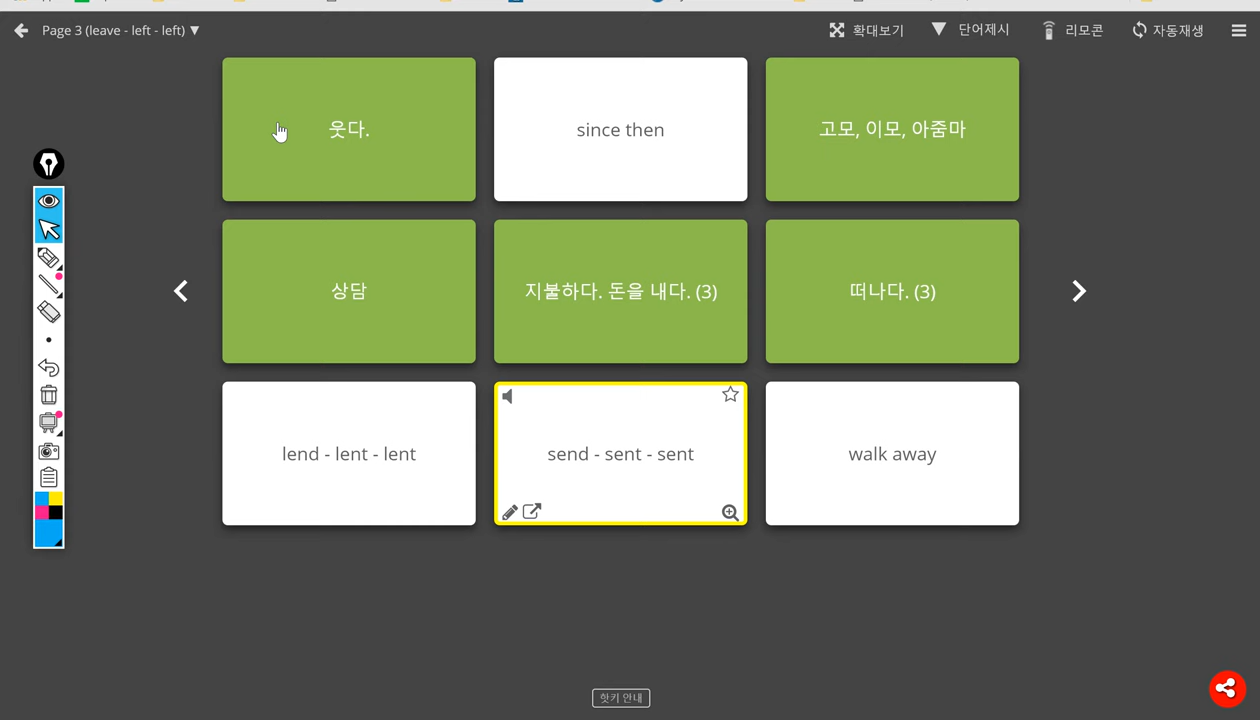 Page 3 (leave - left - left) ▼
확대보기
단어제시
리모콘
자동재생
웃다.
since then
고모, 이모, 아줌마
상담
지불하다. 돈을 내다. (3)
떠나다. (3)
lend - lent - lent
send - sent - sent
walk away
핫키 안내